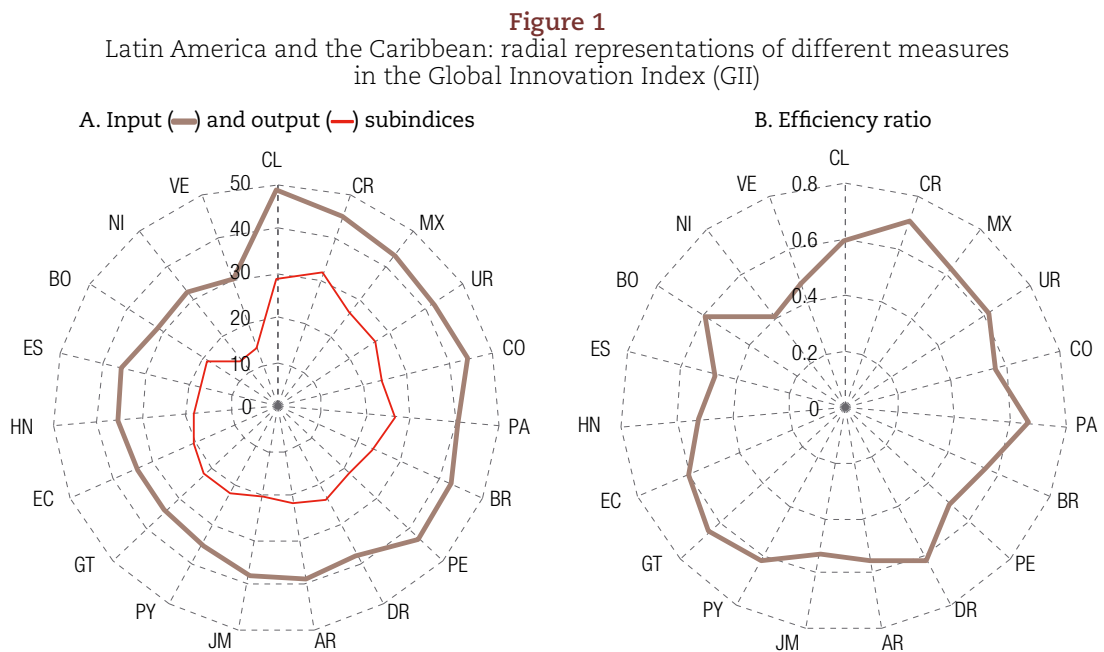 Figure 1
Latin America and the Caribbean: radial representations of different measures
in the Global Innovation Index (GII)
A. Input (—) and output (—) subindices
CL
CR
MX
UR
CO
PA
BR
PE
DR
AR
JM
PY
GT
EC
HN
ES
BO
NI
VE
50
40
30
20
10
0
B. Efficiency ratio
CL
CR
MX
UR
CO
PA
BR
PE
DR
AR
JM
PY
GT
EC
HN
ES
BO
NI
VE
0.8
0.6
0.4
0.2
0